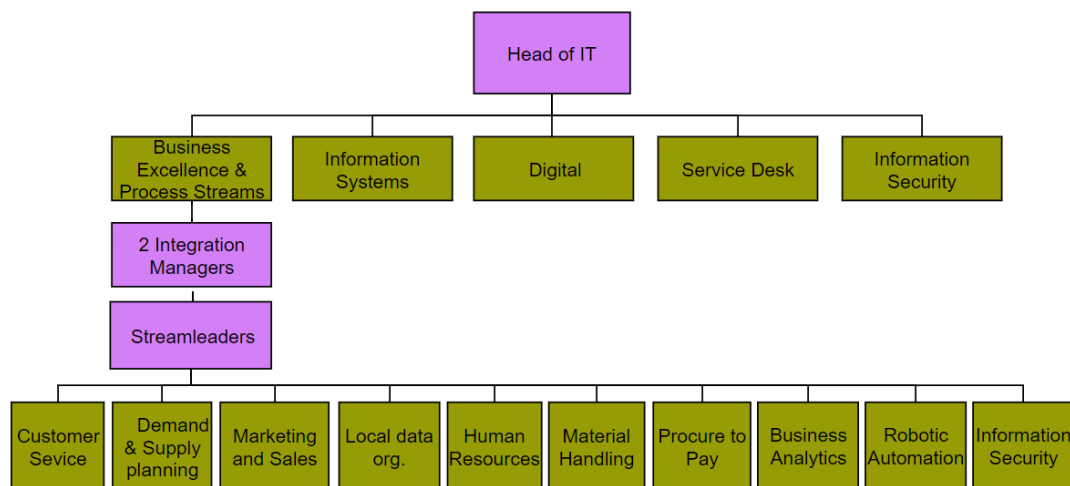 Head of IT
Business
Excellence &
Process Streams
Information
Systems
Digital
Service Desk
Information
Security
2 Integration
Managers
Streamleaders
Customer
Sevice
Demand
& Supply
planning
Marketing
and Sales
Local data
org.
Human
Resources
Material
Handling
Procure to
Pay
Business
Analytics
Robotic
Automation
Information
Security